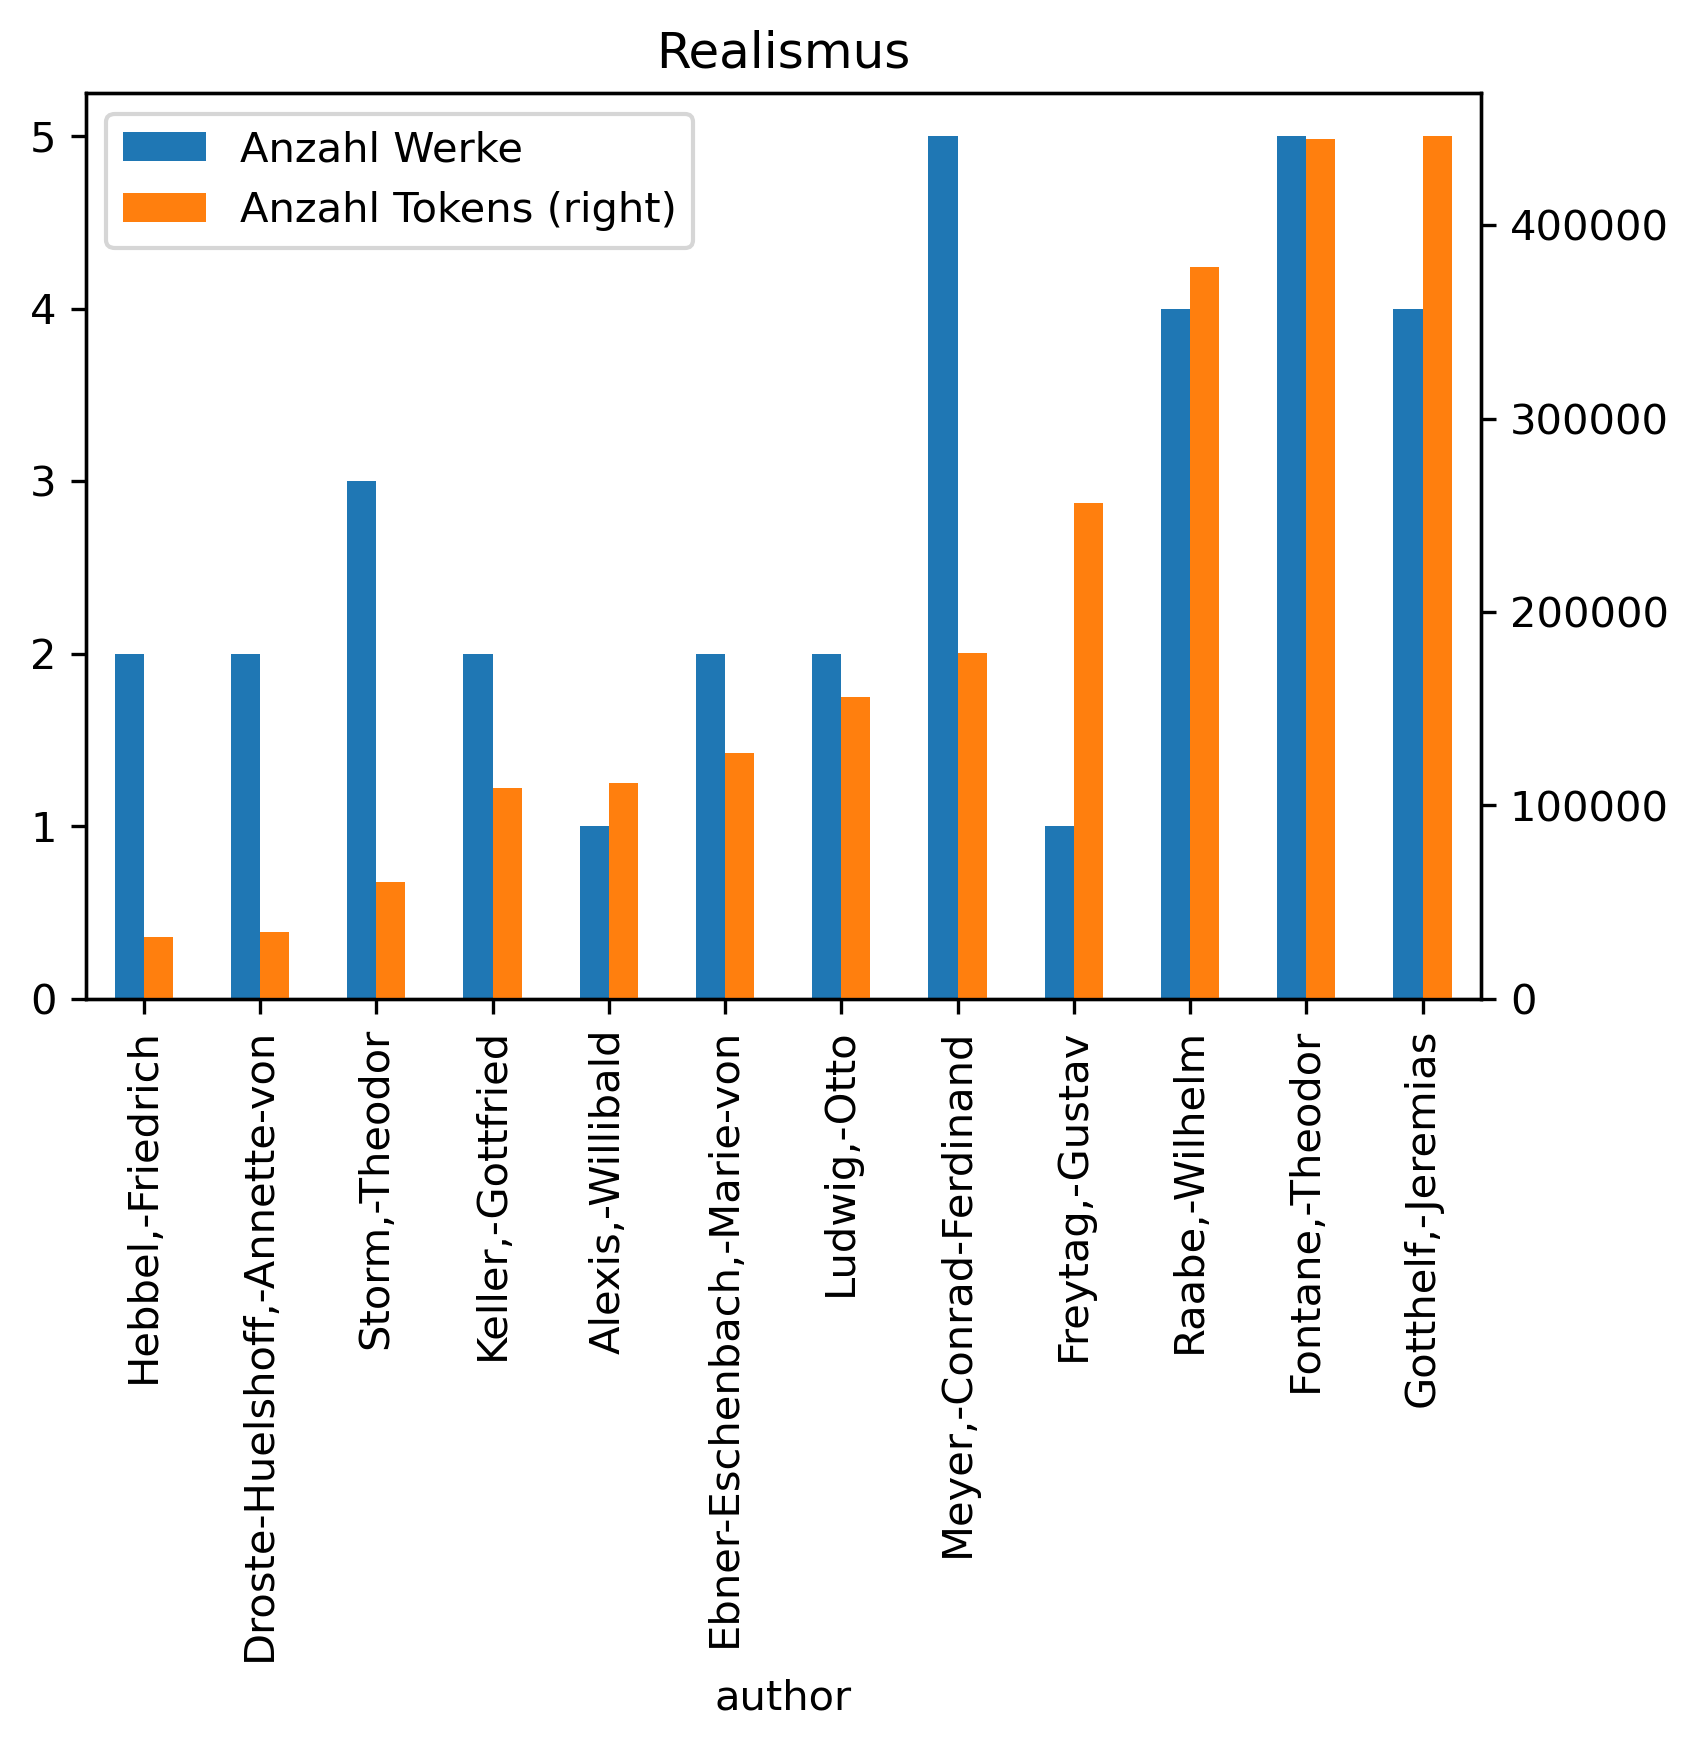 Realismus
Anzahl Werke
Anzahl Tokens (right)
5
4
3
2
1
0
400000
300000
200000
100000
0
Hebbel,-Friedrich
Droste-Huelshoff,-Annette-von
Storm,-Theodor
Keller,-Gottfried
Alexis,-Willibald
Ebner-Eschenbach,-Marie-von
Ludwig,-Otto
Meyer,-Conrad-Ferdinand
Freytag,-Gustav
Raabe,-Wilhelm
Fontane,-Theodor
Gotthelf,-Jeremias
author